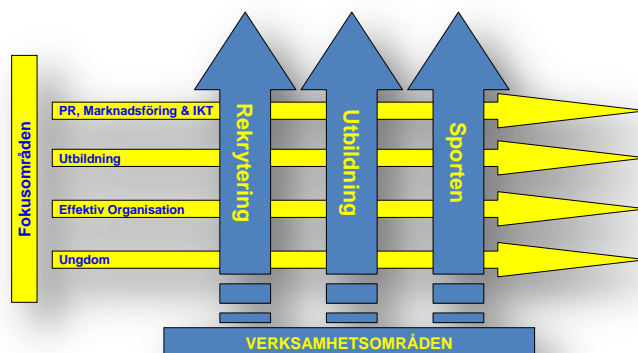 Fokusområden
PR, Marknadsföring & IKT
Utbildning
Effektiv Organisation
Ungdom
Rekrytering
Utbildning
Sporten
VERKSAMHETSOMRÅDEN